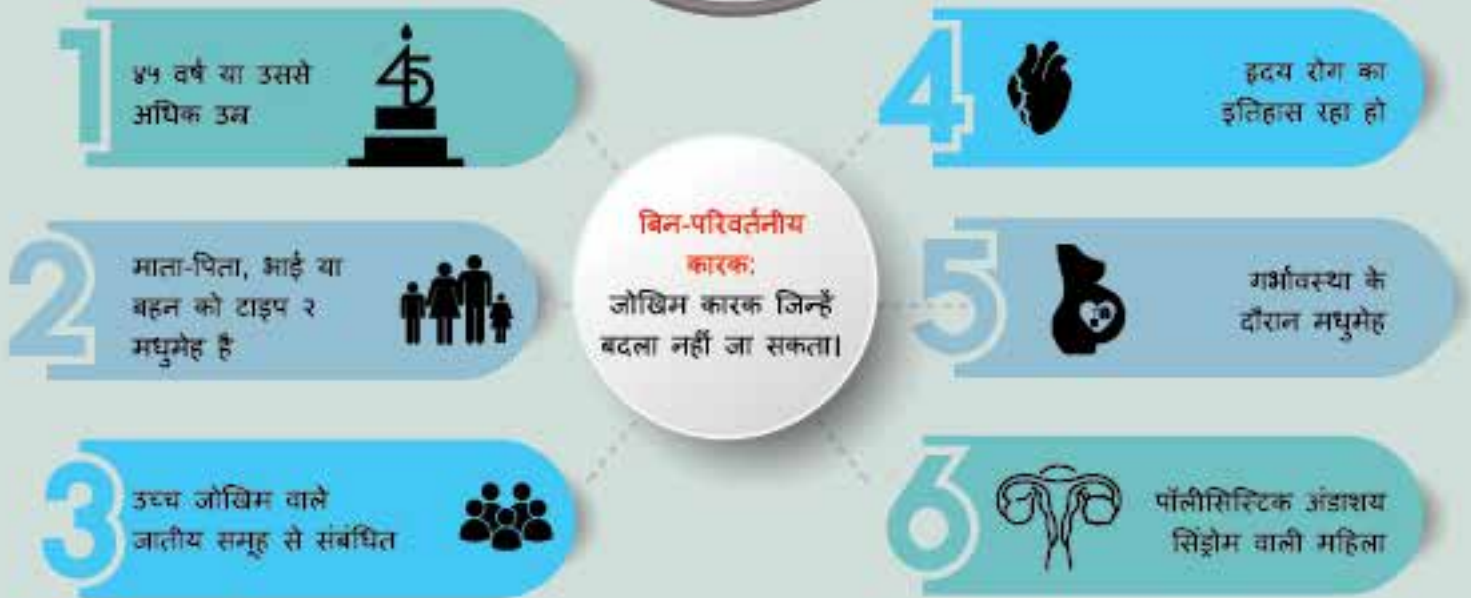 1
४५ वर्ष या उससे
अधिक उम्र
45
2
माता-पिता, भाई या
बहन को टाइप २
मधुमेह है
3
उच्च जोखिम वाले
जातीय समूह से संबंधित
बिन-परिवर्तनीय
कारक:
जोखिम कारक जिन्हें
बदला नहीं जा सकता।
4
हृदय रोग का
इतिहास रहा हो
5
गर्भावस्था के
दौरान मधुमेह
6
पॉलीसिस्टिक अंडाशय
सिंड्रोम वाली महिला